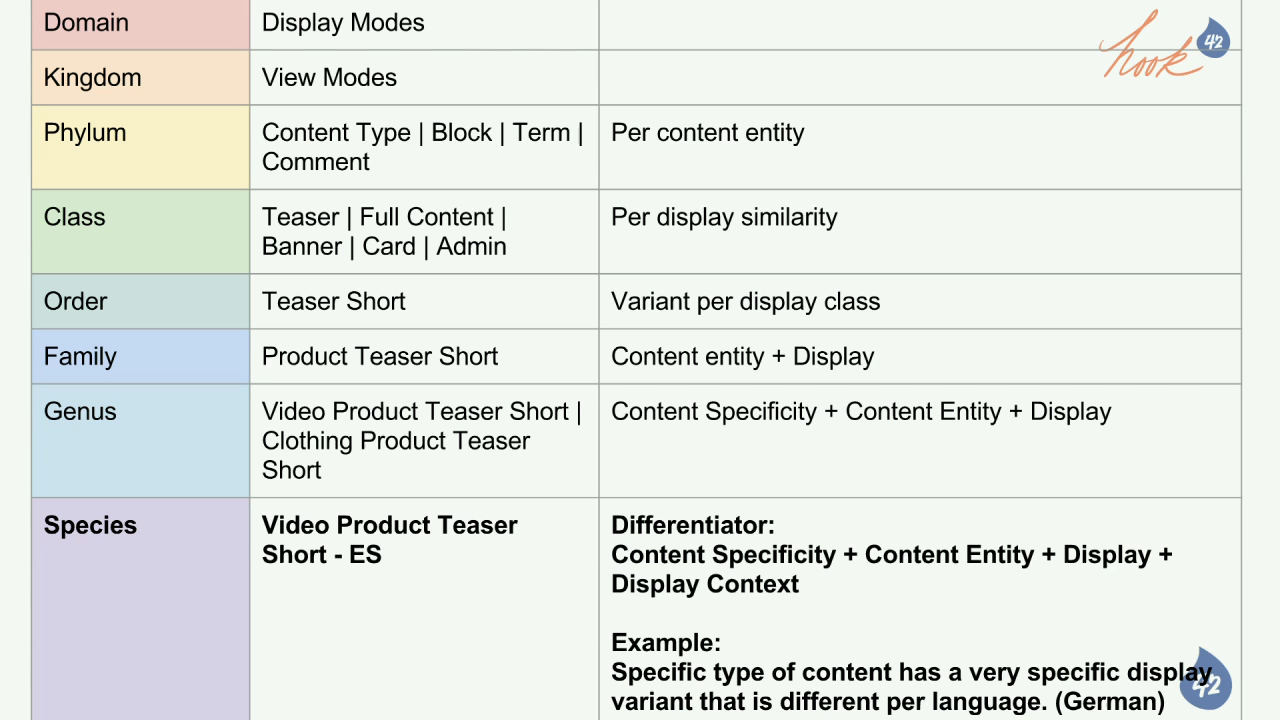 Domain
Display Modes
hook 42
Kingdom
View Modes
Phylum
Content Type | Block | Term |
Comment
Per content entity
Class
Teaser | Full Content |
Banner | Card | Admin
Per display similarity
Order
Teaser Short
Variant per display class
Family
Product Teaser Short
Content entity + Display
Genus
Video Product Teaser Short |
Clothing Product Teaser
Short
Content Specificity + Content Entity + Display
Species
Video Product Teaser
Short - ES
Differentiator:
Content Specificity + Content Entity + Display +
Display Context
Example:
Specific type of content has a very specific display
variant that is different per language. (German)
42